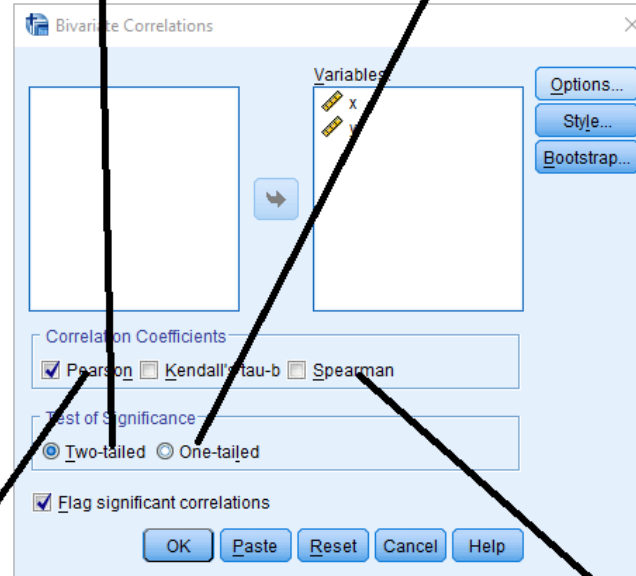 Bivariate Correlations
Variables:
x
y
Options...
Style...
Bootstrap...
Correlation Coefficients
Pearson Kendall's tau-b Spearman
Test of Significance
Two-tailed One-tailed
Flag significant correlations
OK Paste Reset Cancel Help